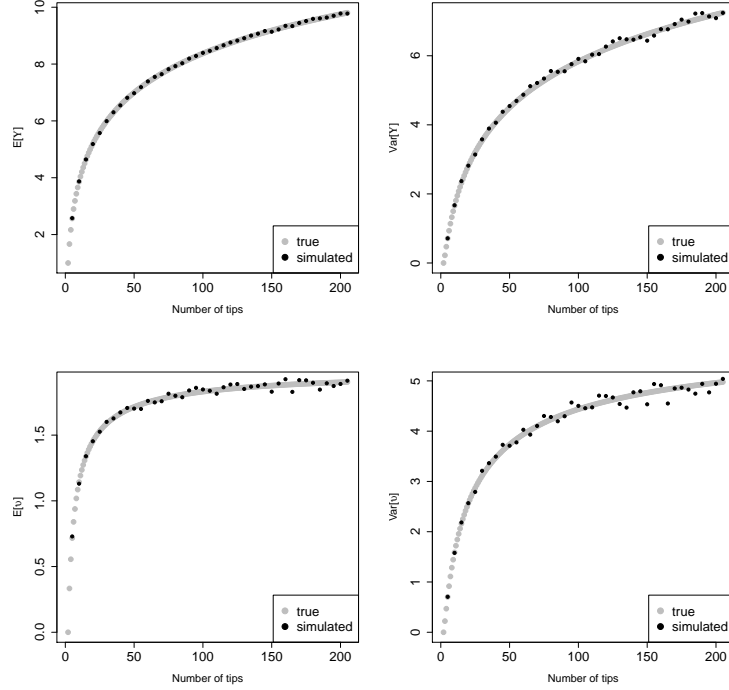 E[Y]
2 4 6 8 10
0 50 100 150 200
Number of tips
true
simulated
Var[Y]
0 2 4 6
0 50 100 150 200
Number of tips
true
simulated
E[υ]
0.0 0.5 1.0 1.5
0 50 100 150 200
Number of tips
true
simulated
Var[υ]
0 1 2 3 4 5
0 50 100 150 200
Number of tips
true
simulated